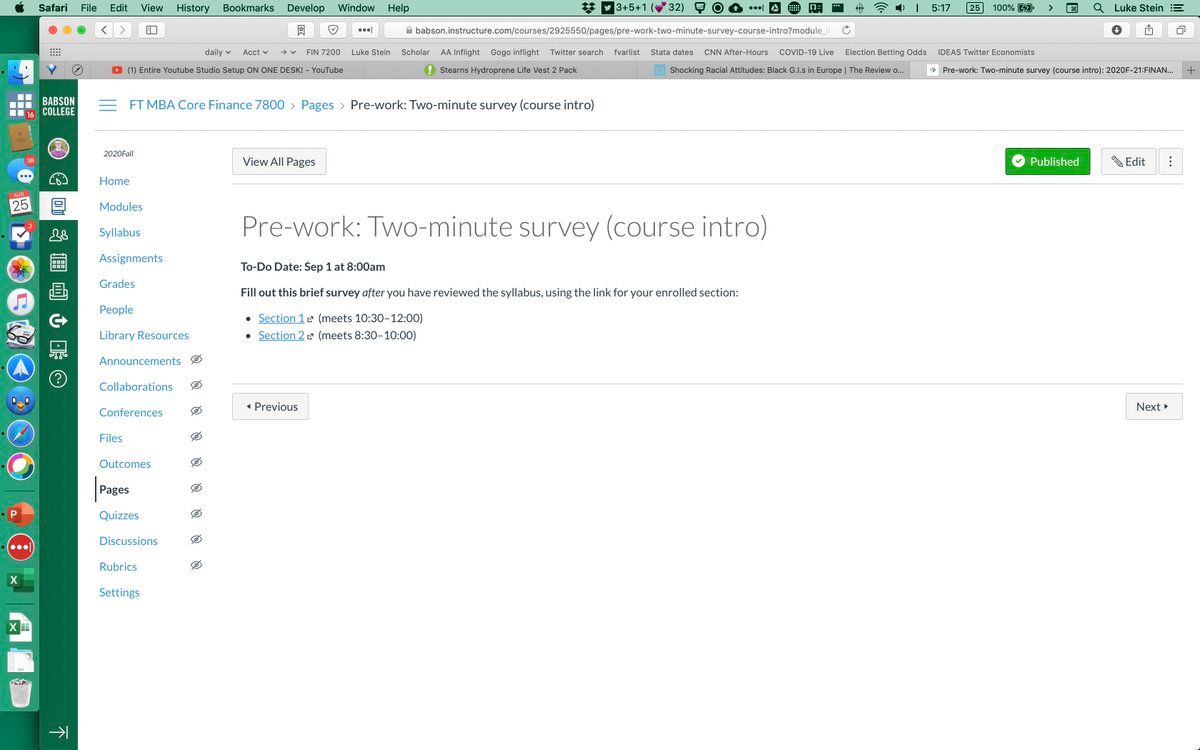 Safari File Edit View History Bookmarks Develop Window Help 3+5+1 (💕 32) 5:17 25 100% Luke Stein
babson.instructure.com/courses/2925550/pages/pre-work-two-minute-survey-course-intro?module_i
daily Acct FIN 7200 Luke Stein Scholar AA Inflight Gogo inflight Twitter search fvarlist Stata dates CNN After-Hours COVID-19 Live Election Betting Odds IDEAS Twitter Economists
(1) Entire Youtube Studio Setup ON ONE DESK! - YouTube Stearns Hydroprene Life Vest 2 Pack Shocking Racial Attitudes: Black G.I.s in Europe | The Review o... Pre-work: Two-minute survey (course intro): 2020F-21:FINAN...
16
38
AUG
25
2
BABSON
COLLEGE
FT MBA Core Finance 7800 › Pages › Pre-work: Two-minute survey (course intro)
2020Fall
Home
Modules
Syllabus
Assignments
Grades
People
Library Resources
Announcements
Collaborations
Conferences
Files
Outcomes
Pages
Quizzes
Discussions
Rubrics
Settings
View All Pages Published Edit
Pre-work: Two-minute survey (course intro)
To-Do Date: Sep 1 at 8:00am
Fill out this brief survey after you have reviewed the syllabus, using the link for your enrolled section:
• Section 1 (meets 10:30–12:00)
• Section 2 (meets 8:30–10:00)
Previous Next